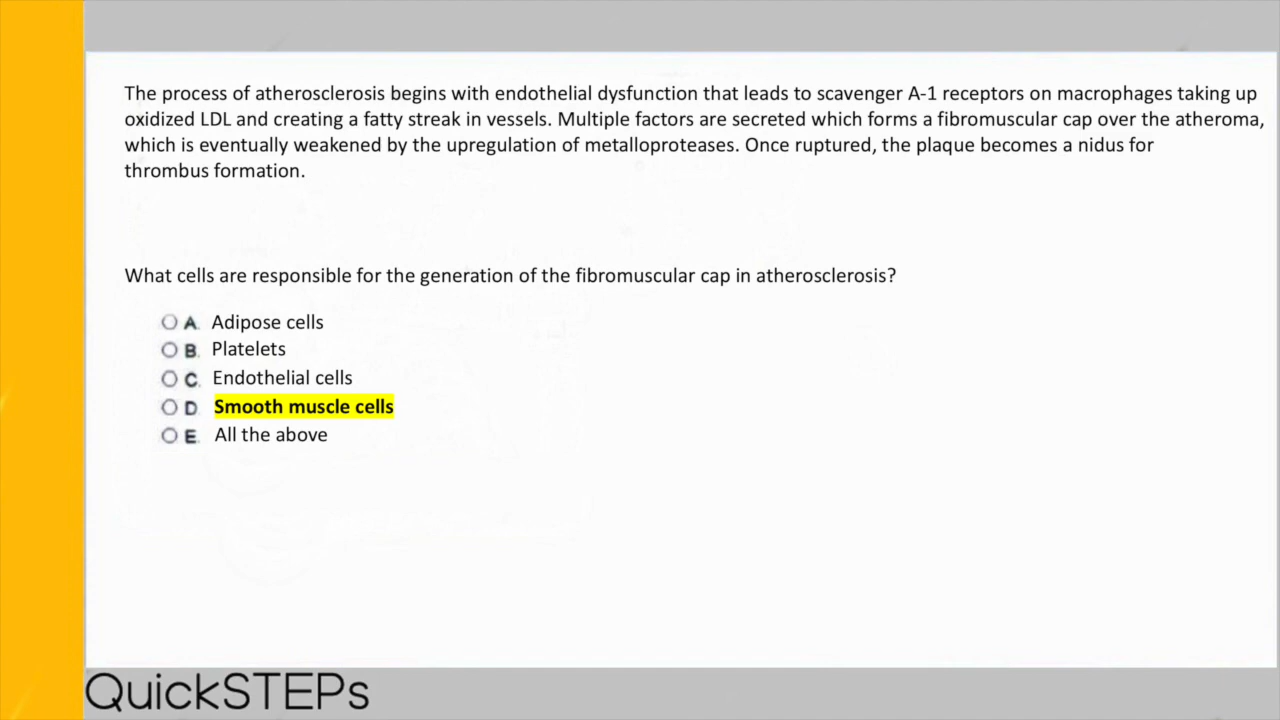 The process of atherosclerosis begins with endothelial dysfunction that leads to scavenger A-1 receptors on macrophages taking up
oxidized LDL and creating a fatty streak in vessels. Multiple factors are secreted which forms a fibromuscular cap over the atheroma,
which is eventually weakened by the upregulation of metalloproteases. Once ruptured, the plaque becomes a nidus for
thrombus formation.
What cells are responsible for the generation of the fibromuscular cap in atherosclerosis?
A. Adipose cells
B. Platelets
C. Endothelial cells
D. Smooth muscle cells
E. All the above
QuickSTEPs